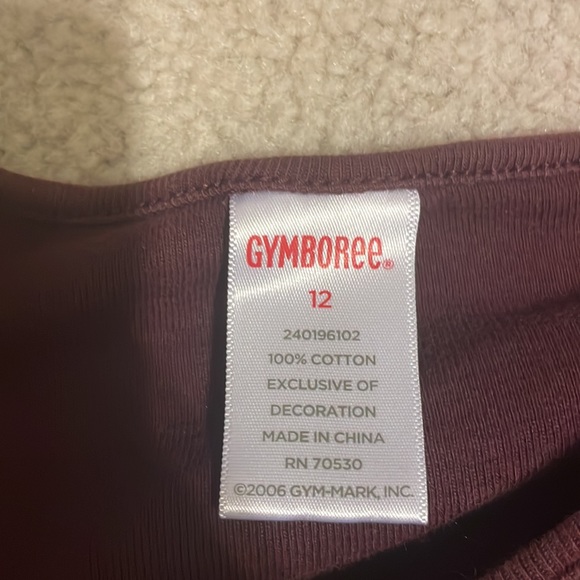 GYMBOREE®
12
240196102
100% COTTON
EXCLUSIVE OF
DECORATION
MADE IN CHINA
RN 70530
©2006 GYM-MARK, INC.